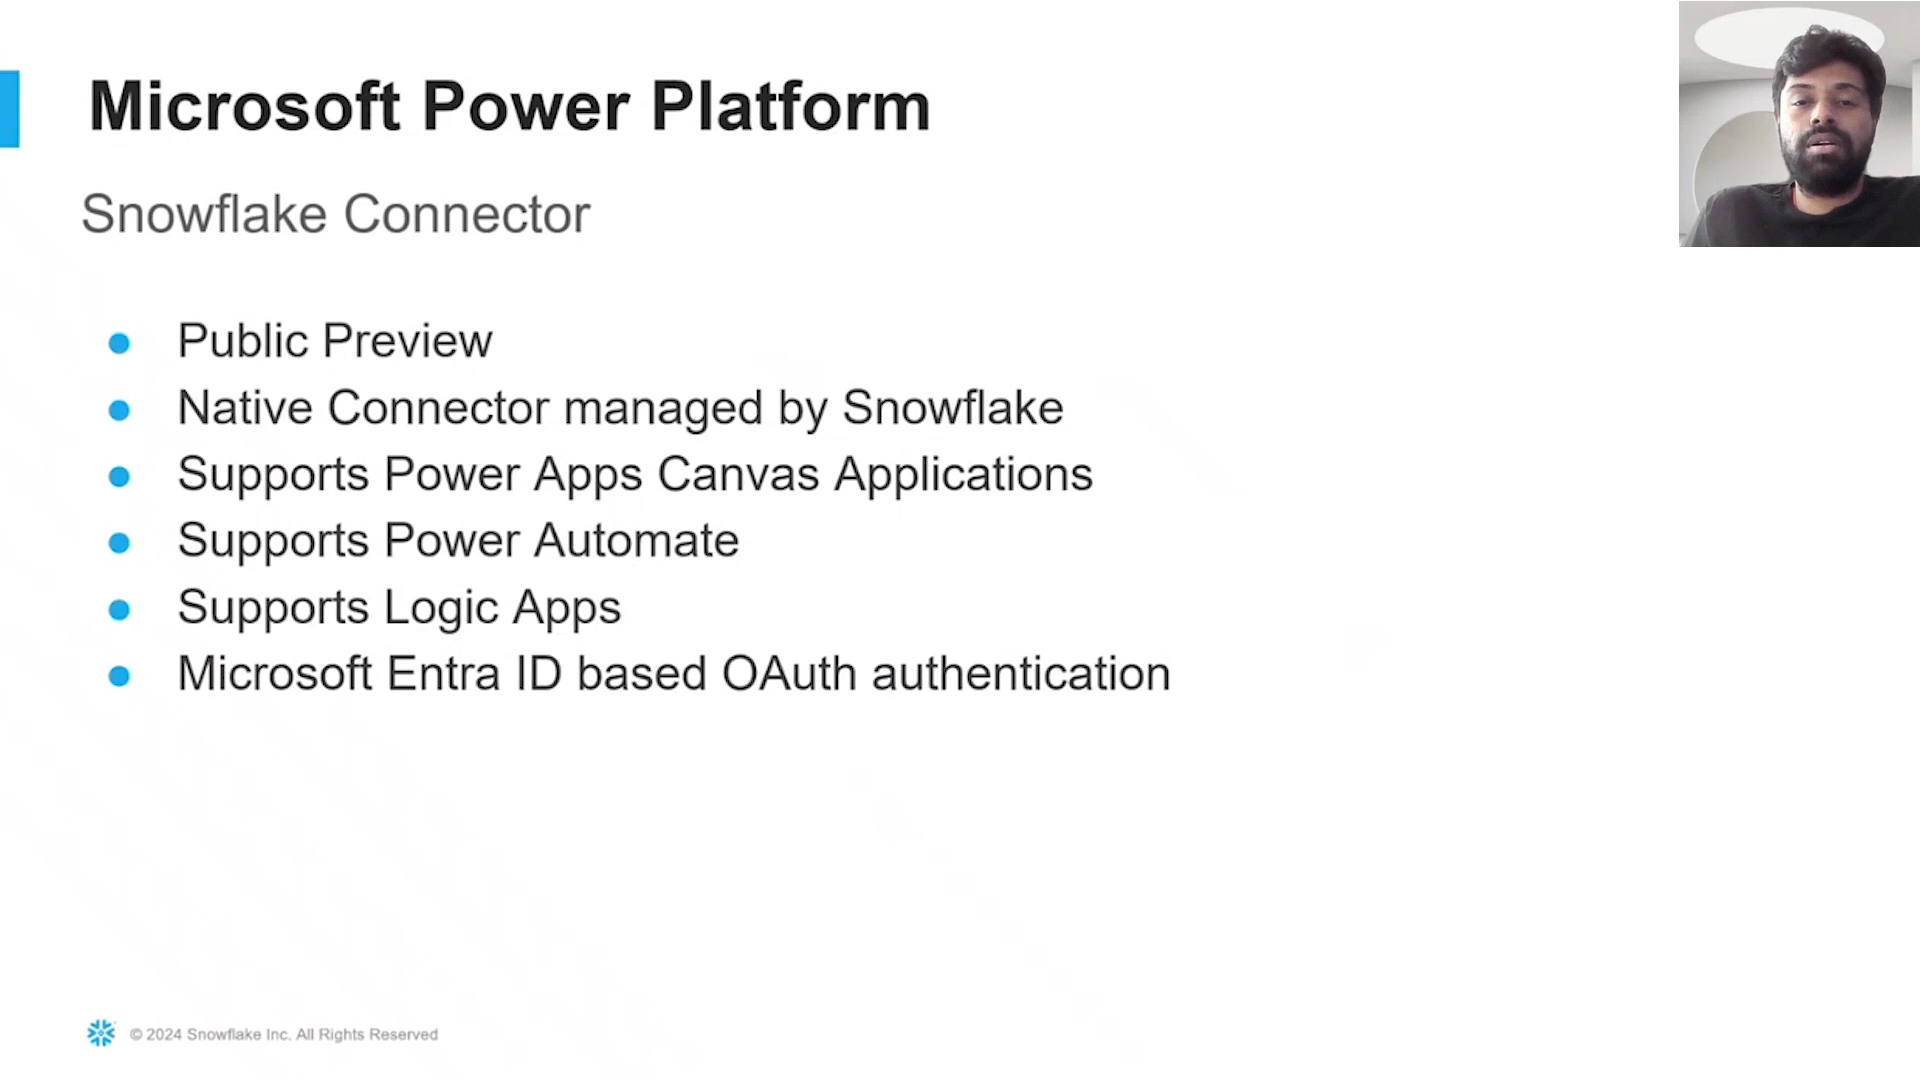 Microsoft Power Platform
Snowflake Connector
● Public Preview
● Native Connector managed by Snowflake
● Supports Power Apps Canvas Applications
● Supports Power Automate
● Supports Logic Apps
● Microsoft Entra ID based OAuth authentication
© 2024 Snowflake Inc. All Rights Reserved